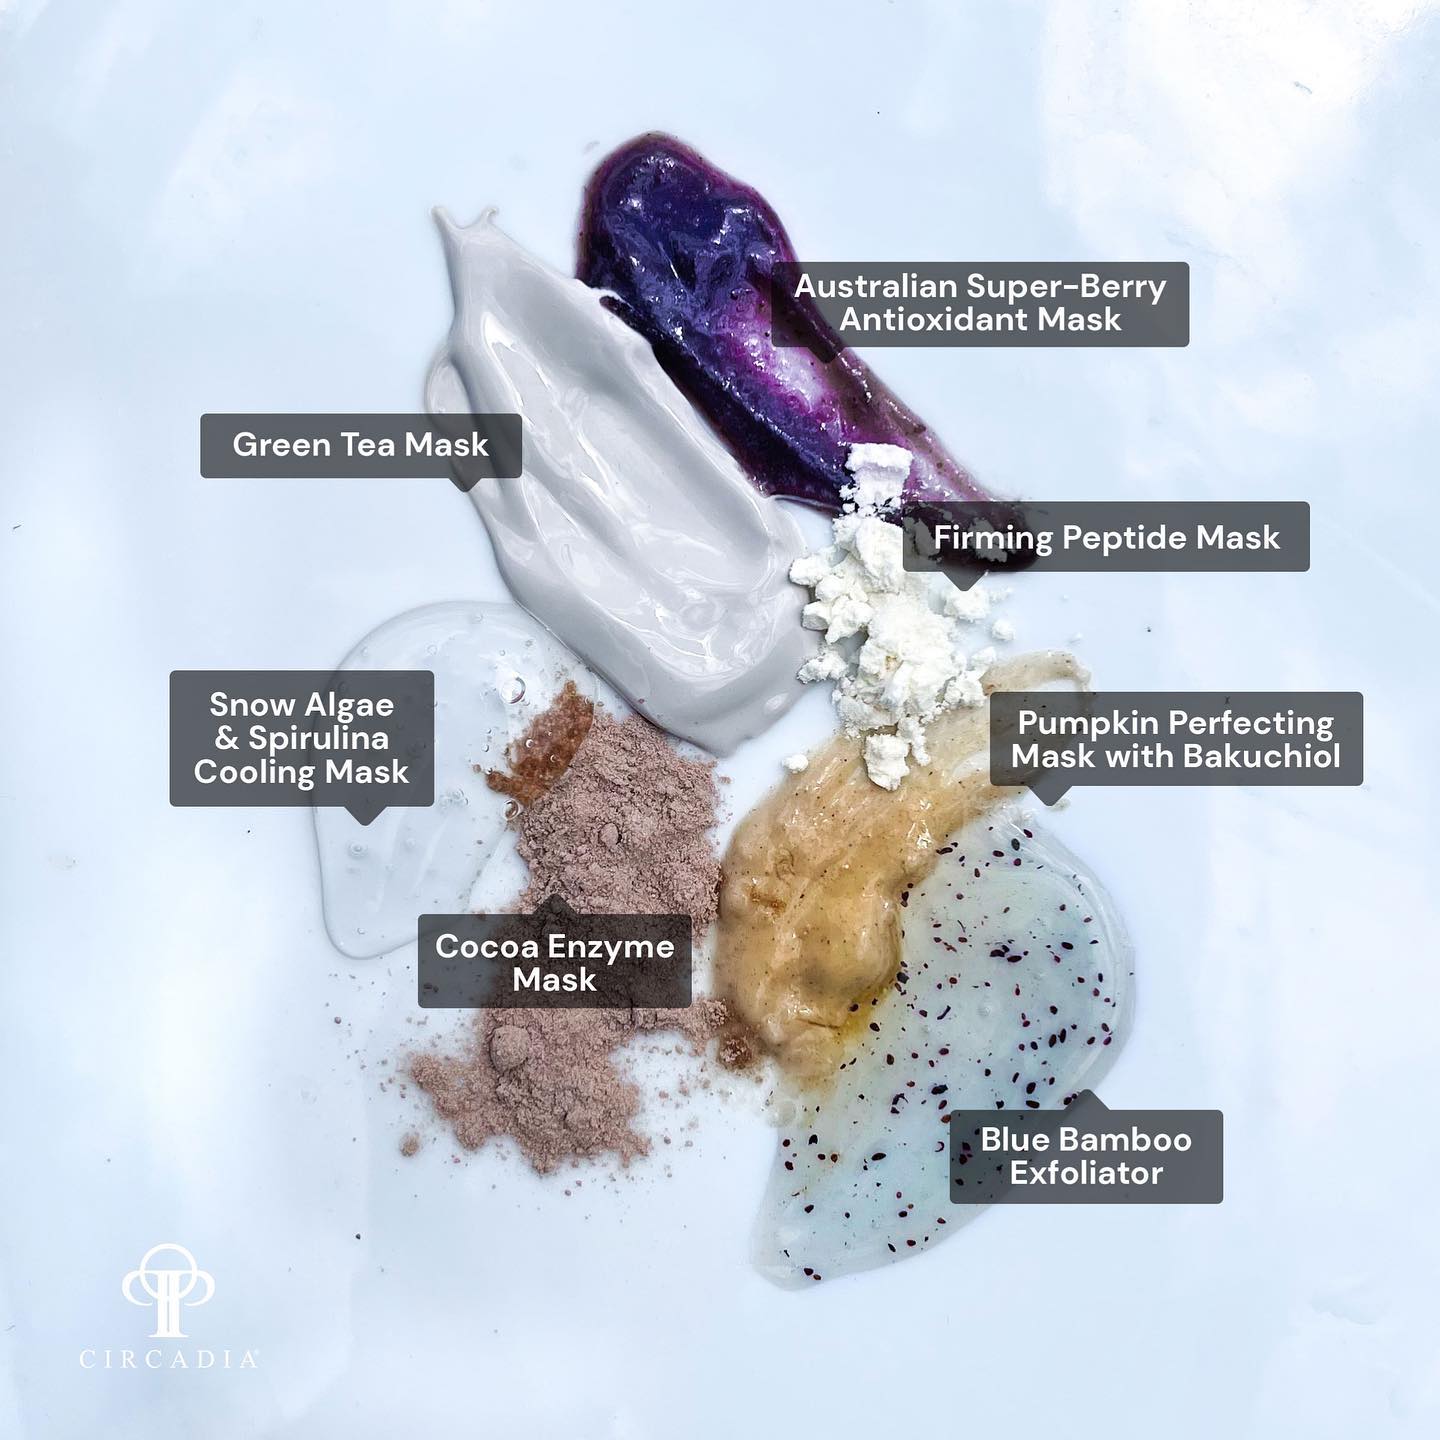 Australian Super-Berry
Antioxidant Mask
Green Tea Mask
Firming Peptide Mask
Snow Algae
& Spirulina
Cooling Mask
Pumpkin Perfecting
Mask with Bakuchiol
Cocoa Enzyme
Mask
Blue Bamboo
Exfoliator
CIRCADIA®